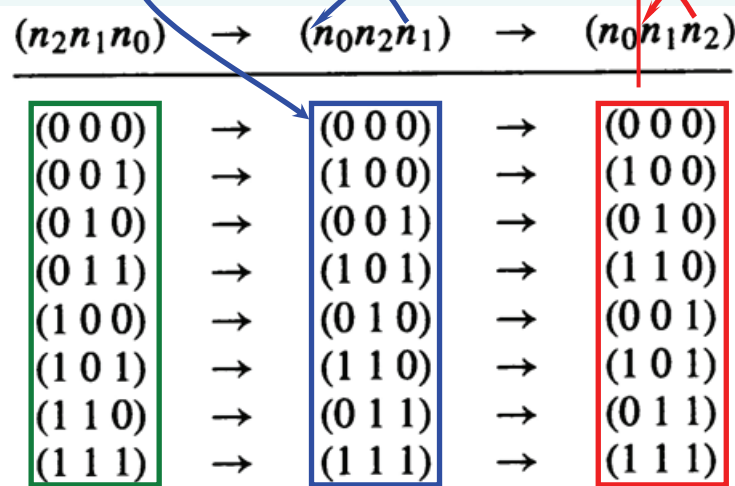 (n₂n₁n₀) → (n₀n₂n₁) → (n₀n₁n₂)
(0 0 0) → (0 0 0) → (0 0 0)
(0 0 1) → (1 0 0) → (1 0 0)
(0 1 0) → (0 0 1) → (0 1 0)
(0 1 1) → (1 0 1) → (1 1 0)
(1 0 0) → (0 1 0) → (0 0 1)
(1 0 1) → (1 1 0) → (1 0 1)
(1 1 0) → (0 1 1) → (0 1 1)
(1 1 1) → (1 1 1) → (1 1 1)